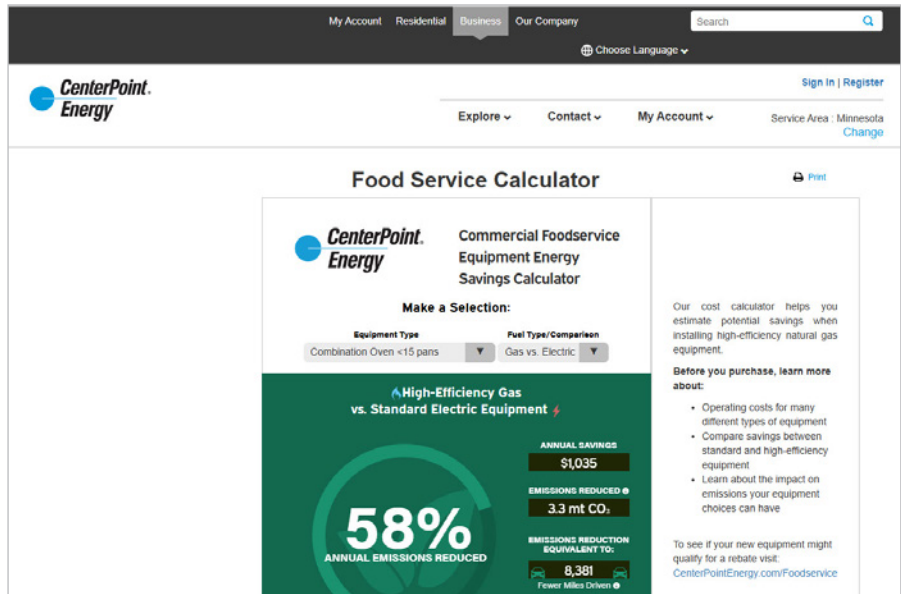 My Account Residential Business Our Company Search
Choose Language
CenterPoint.
Energy
Sign In | Register
Explore Contact My Account
Service Area : Minnesota
Change
Food Service Calculator
Print
CenterPoint.
Energy
Commercial Foodservice
Equipment Energy
Savings Calculator
Make a Selection:
Equipment Type Fuel Type/Comparison
Combination Oven <15 pans Gas vs. Electric
High-Efficiency Gas
vs. Standard Electric Equipment
58%
ANNUAL EMISSIONS REDUCED
ANNUAL SAVINGS
$1,035
EMISSIONS REDUCED
3.3 mt CO₂
EMISSIONS REDUCTION
EQUIVALENT TO:
8,381
Fewer Miles Driven
Our cost calculator helps you
estimate potential savings when
installing high-efficiency natural gas
equipment.
Before you purchase, learn more
about:
• Operating costs for many
different types of equipment
• Compare savings between
standard and high-efficiency
equipment
• Learn about the impact on
emissions your equipment
choices can have
To see if your new equipment might
qualify for a rebate visit:
CenterPointEnergy.com/Foodservice